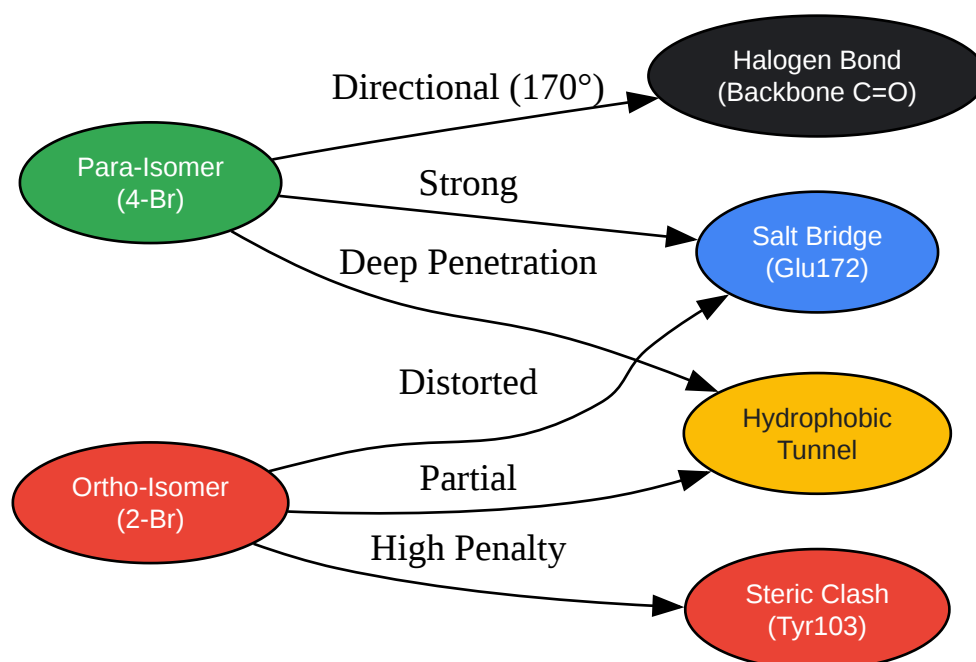 Halogen Bond
(Backbone C=O)
Directional (170°)
Para-Isomer
(4-Br)
Strong
Salt Bridge
(Glu172)
Deep Penetration
Distorted
Hydrophobic
Tunnel
Ortho-Isomer
(2-Br)
Partial
High Penalty
Steric Clash
(Tyr103)